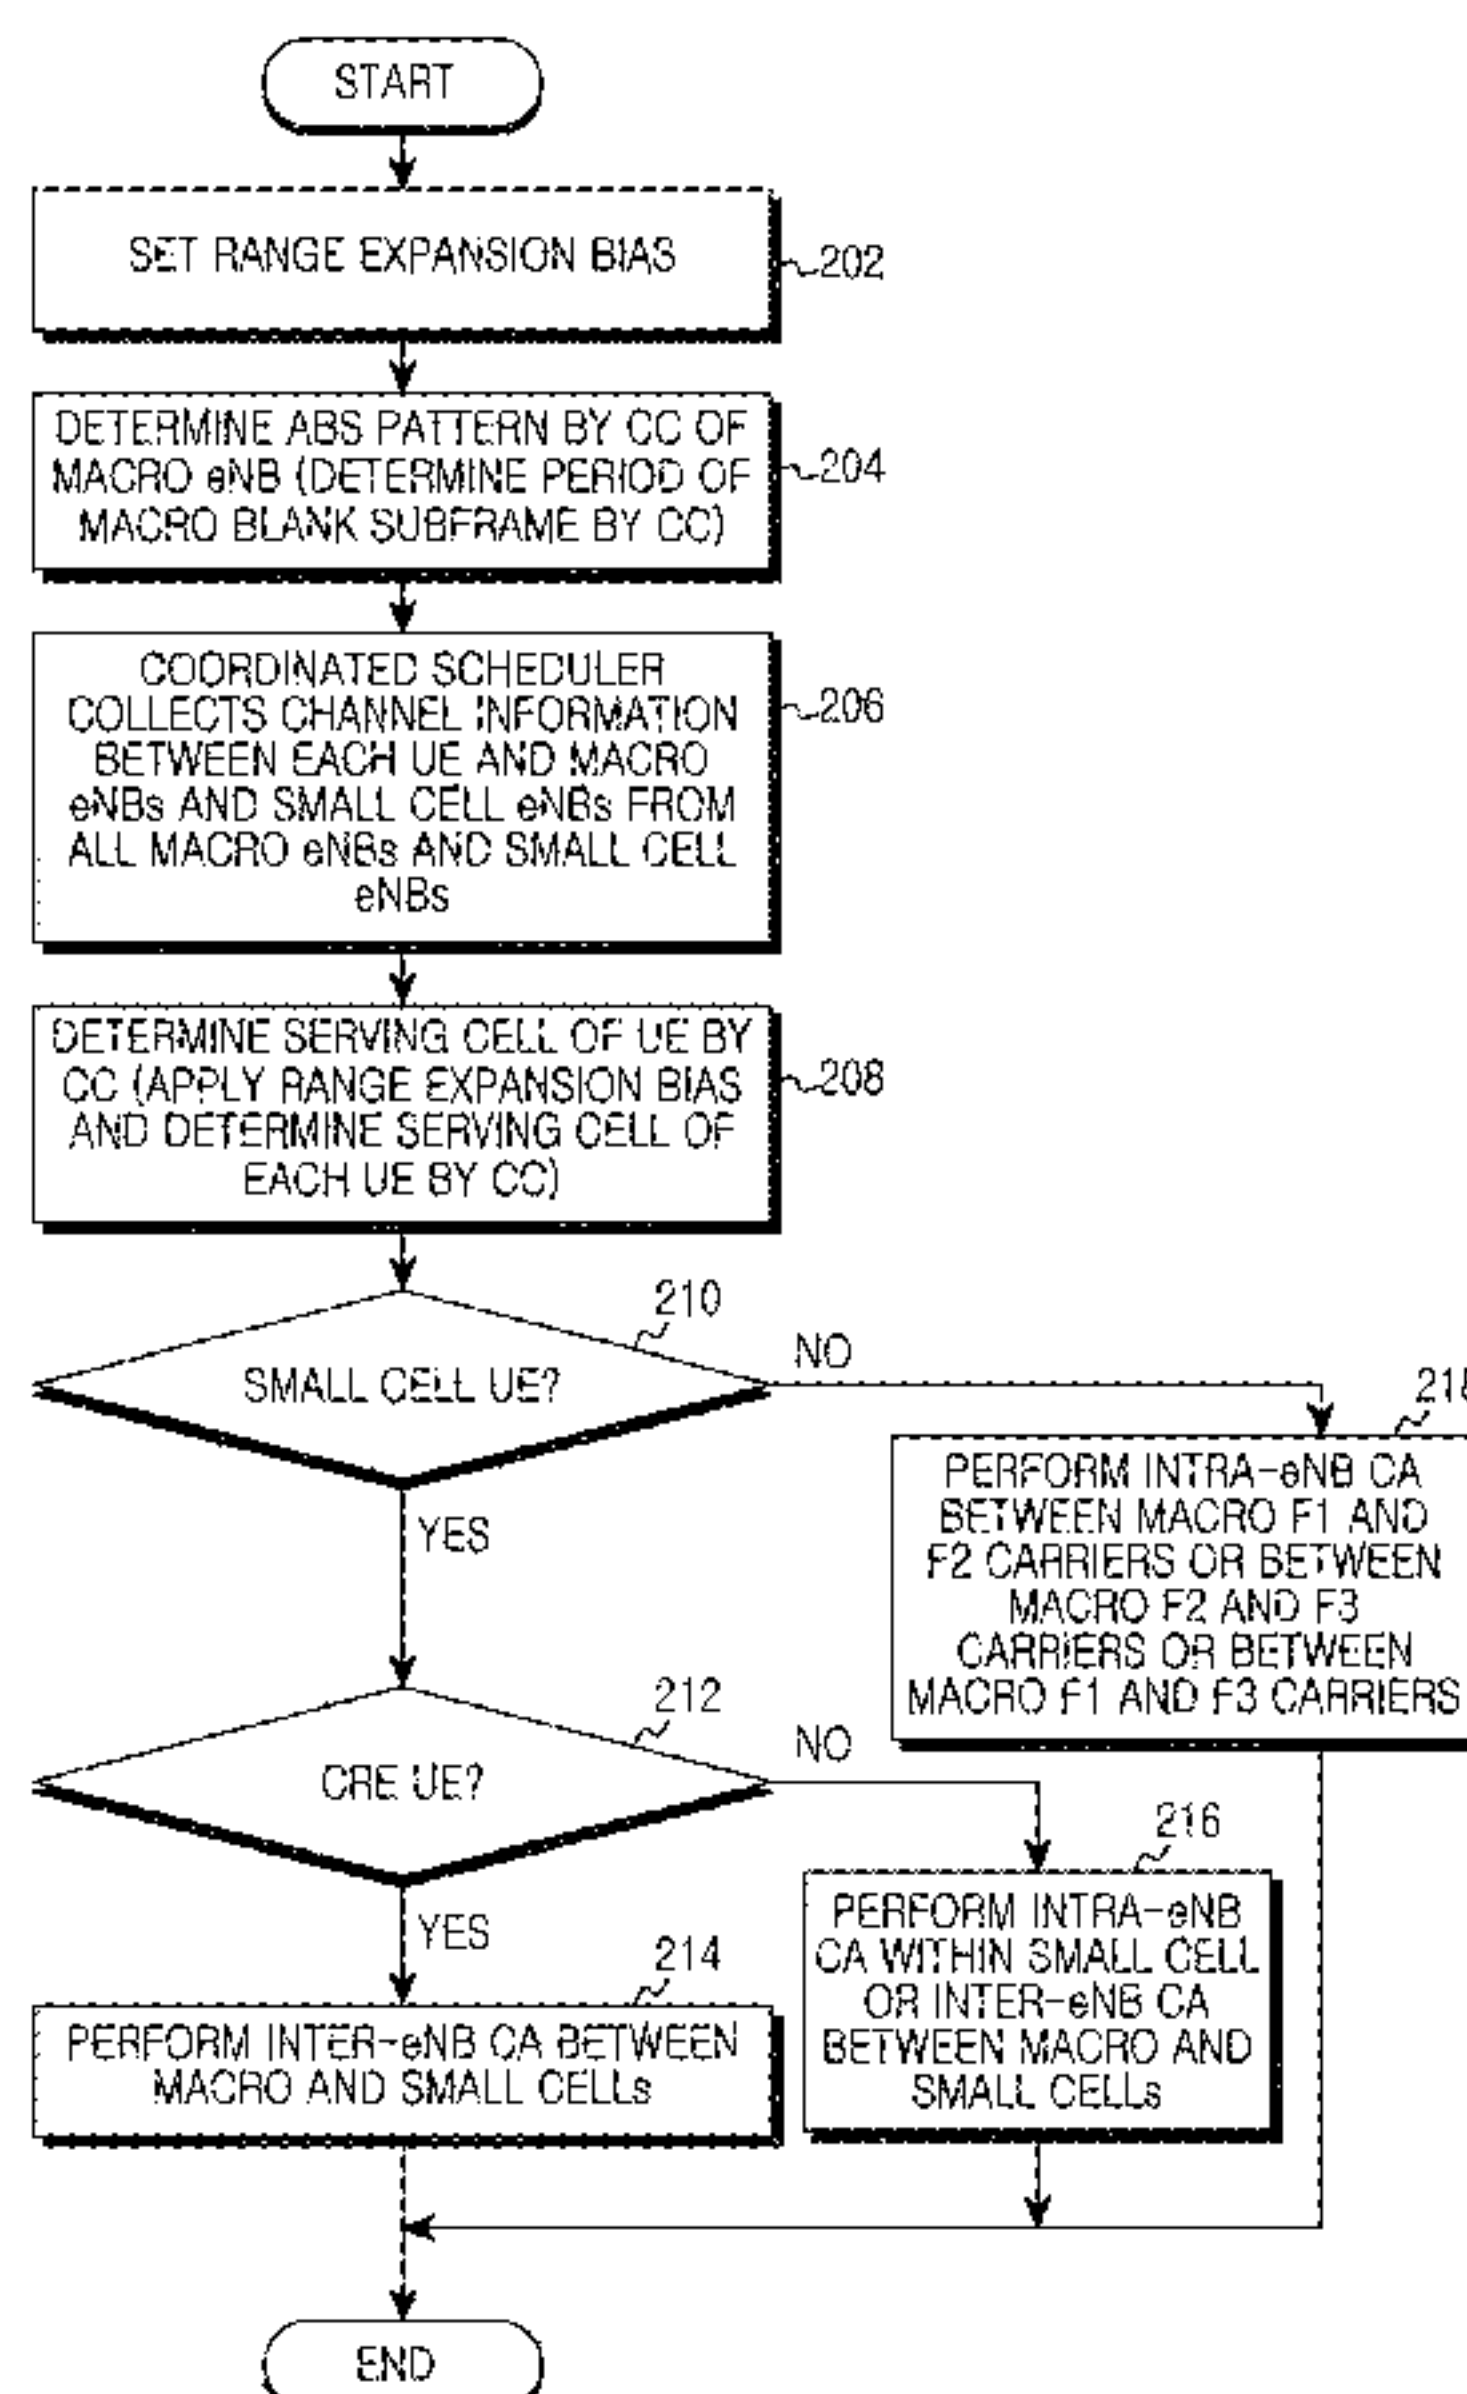 START
SET RANGE EXPANSION BIAS
202
DETERMINE ABS PATTERN BY CC OF
MACRO eNB (DETERMINE PERIOD OF
MACRO BLANK SUBFRAME BY CC)
204
COORDINATED SCHEDULER
COLLECTS CHANNEL INFORMATION
BETWEEN EACH UE AND MACRO
eNBs AND SMALL CELL eNBs FROM
ALL MACRO eNBs AND SMALL CELL
eNBs
206
DETERMINE SERVING CELL OF UE BY
CC (APPLY RANGE EXPANSION BIAS
AND DETERMINE SERVING CELL OF
EACH UE BY CC)
208
210
SMALL CELL UE?
NO
YES
PERFORM INTRA-eNB CA
BETWEEN MACRO F1 AND
F2 CARRIERS OR BETWEEN
MACRO F2 AND F3
CARRIERS OR BETWEEN
MACRO F1 AND F3 CARRIERS
212
CRE UE?
NO
YES
216
PERFORM INTRA-eNB
CA WITHIN SMALL CELL
OR INTER-eNB CA
BETWEEN MACRO AND
SMALL CELLs
214
PERFORM INTER-eNB CA BETWEEN
MACRO AND SMALL CELLs
END